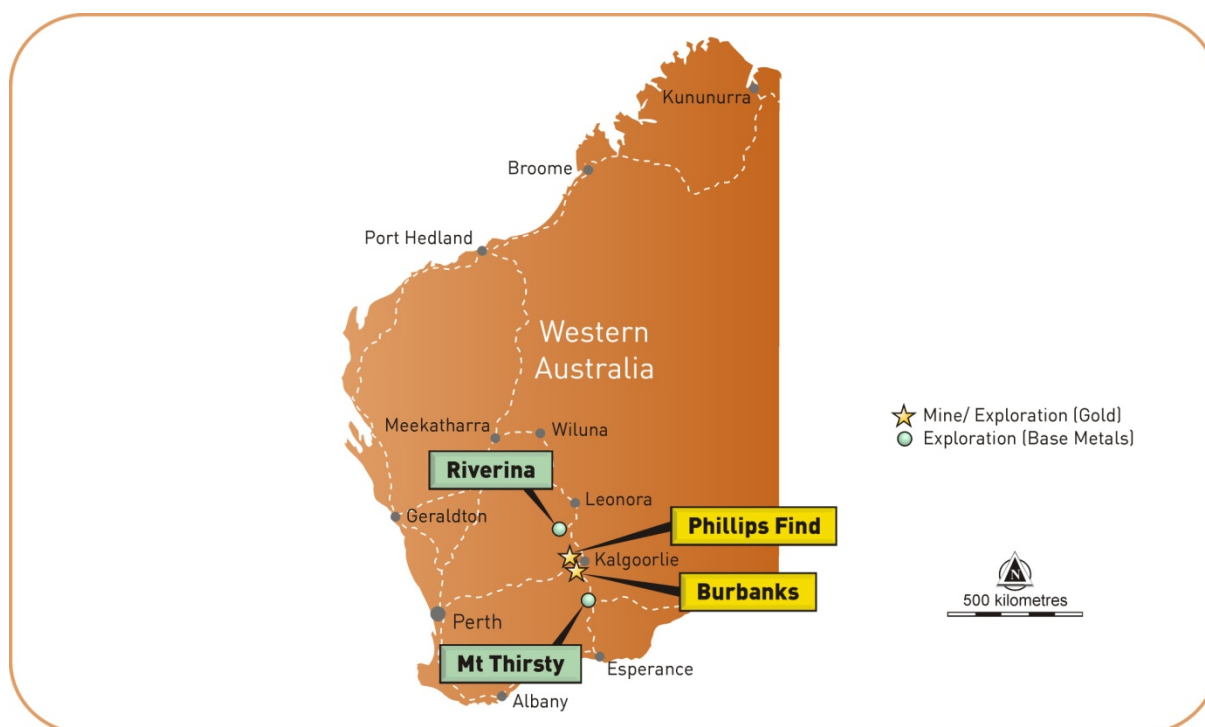 Kununurra
Broome
Port Hedland
Western
Australia
Mine/ Exploration (Gold)
Exploration (Base Metals)
Meekatharra
Wiluna
Riverina
Leonora
Geraldton
Phillips Find
Kalgoorlie
Burbanks
N
500 kilometres
Perth
Mt Thirsty
Esperance
Albany